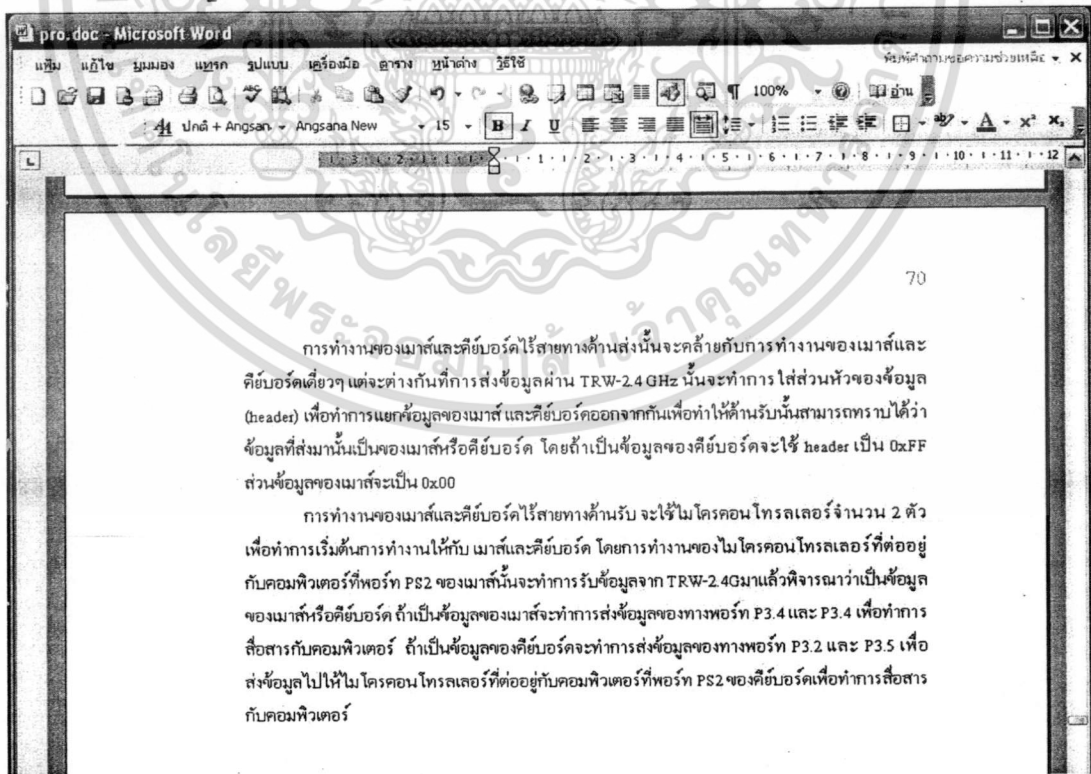 pro.doc - Microsoft Word
แฟ้ม แก้ไข มุมมอง แทรก รูปแบบ เครื่องมือ ตาราง หน้าต่าง วิธีใช้ พิมพ์คำถามขอความช่วยเหลือ
100% อ่าน
ปกติ + Angsan Angsana New 15 B I U
3 2 1 1 2 3 4 5 6 7 8 9 10 11 12
70
การทำงานของเมาส์และคีย์บอร์ดไร้สายทางด้านส่งนั้นจะคล้ายกับการทำงานของเมาส์และ
คีย์บอร์ดเดี่ยวๆ แต่จะต่างกันที่การส่งข้อมูลผ่าน TRW-2.4 GHz นั้นจะทำการ ใส่ส่วนหัวของข้อมูล
(header) เพื่อทำการแยกข้อมูลของเมาส์ และคีย์บอร์ดออกจากกันเพื่อทำให้ด้านรับนั้นสามารถทราบได้ว่า
ข้อมูลที่ส่งมานั้นเป็นของเมาส์หรือคีย์บอร์ด โดยถ้าเป็นข้อมูลของคีย์บอร์ดจะใช้ header เป็น 0xFF
ส่วนข้อมูลของเมาส์จะเป็น 0x00
การทำงานของเมาส์และคีย์บอร์ดไร้สายทางด้านรับ จะใช้ไมโครคอนโทรลเลอร์จำนวน 2 ตัว
เพื่อทำการเริ่มต้นการทำงานให้กับ เมาส์และคีย์บอร์ด โดยการทำงานของไมโครคอนโทรลเลอร์ที่ต่ออยู่
กับคอมพิวเตอร์ที่พอร์ท PS2 ของเมาส์นั้นจะทำการรับข้อมูลจาก TRW-2.4Gมาแล้วพิจารณาว่าเป็นข้อมูล
ของเมาส์หรือคีย์บอร์ด ถ้าเป็นข้อมูลของเมาส์จะทำการส่งข้อมูลของทางพอร์ท P3.4 และ P3.4 เพื่อทำการ
สื่อสารกับคอมพิวเตอร์ ถ้าเป็นข้อมูลของคีย์บอร์ดจะทำการส่งข้อมูลของทางพอร์ท P3.2 และ P3.5 เพื่อ
ส่งข้อมูลไปให้ไมโครคอนโทรลเลอร์ที่ต่ออยู่กับคอมพิวเตอร์ที่พอร์ท PS2 ของคีย์บอร์ดเพื่อทำการสื่อสาร
กับคอมพิวเตอร์